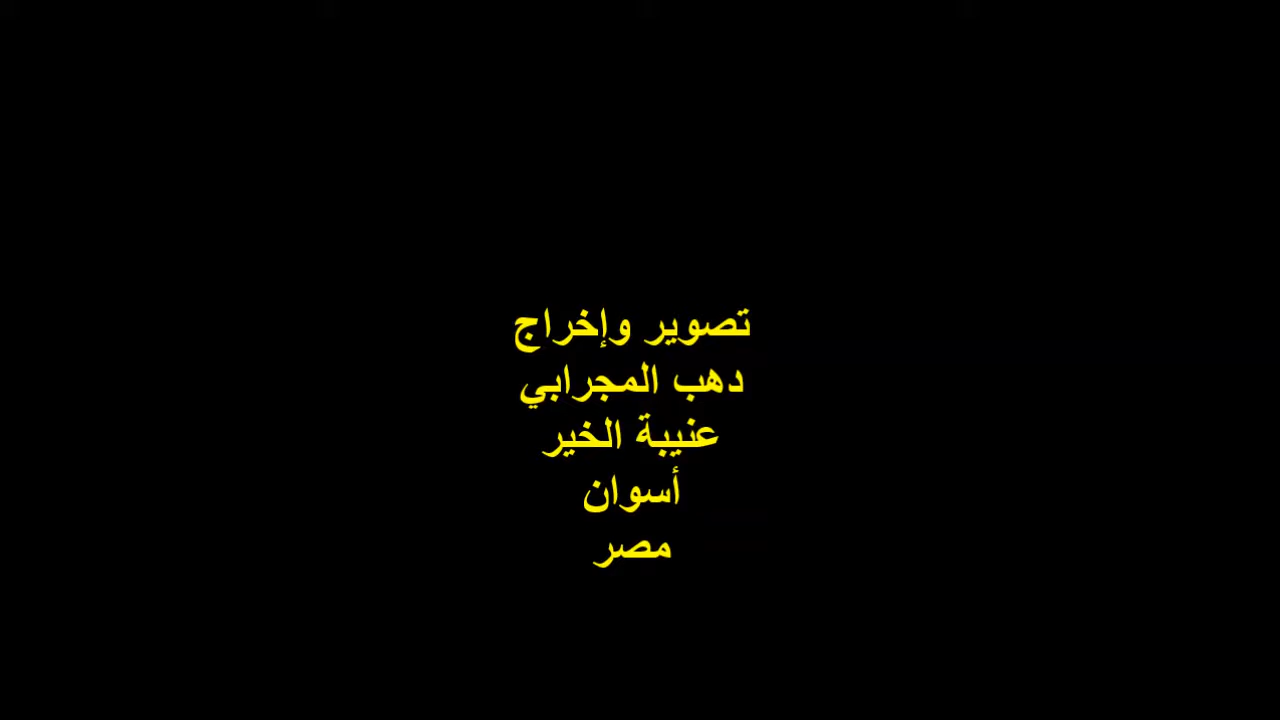 تصوير وإخراج
دهب المجرابي
عنيبة الخير
أسوان
مصر